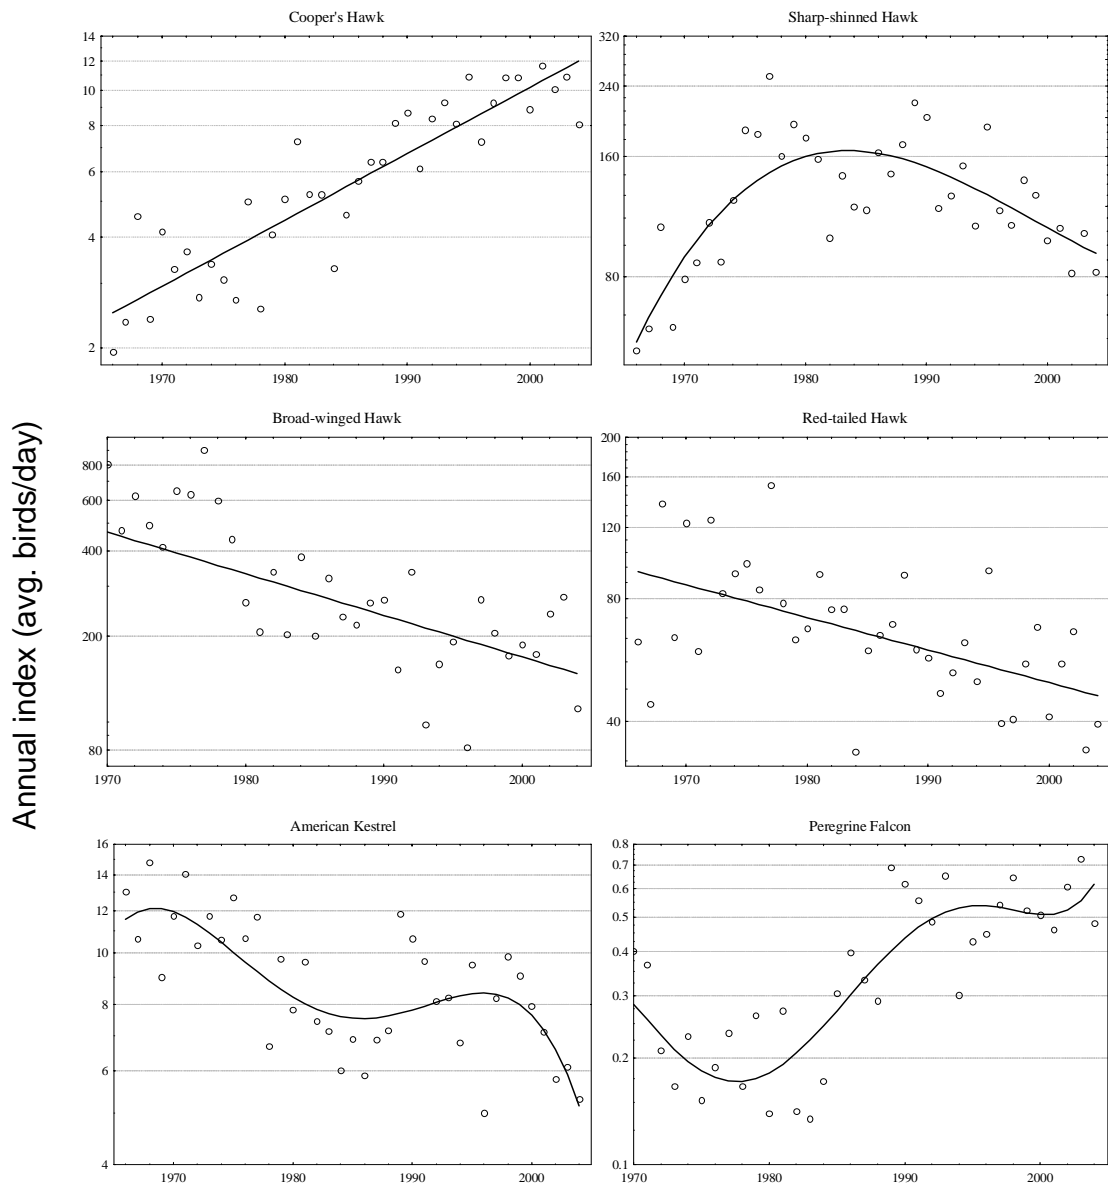 Annual index (avg. birds/day)
Cooper's Hawk
14
12
10
8
6
4
2
1970 1980 1990 2000
Sharp-shinned Hawk
320
240
160
80
1970 1980 1990 2000
Broad-winged Hawk
800
600
400
200
80
1970 1980 1990 2000
Red-tailed Hawk
200
160
120
80
40
1970 1980 1990 2000
American Kestrel
16
14
12
10
8
6
4
1970 1980 1990 2000
Peregrine Falcon
0.8
0.7
0.6
0.5
0.4
0.3
0.2
0.1
1970 1980 1990 2000